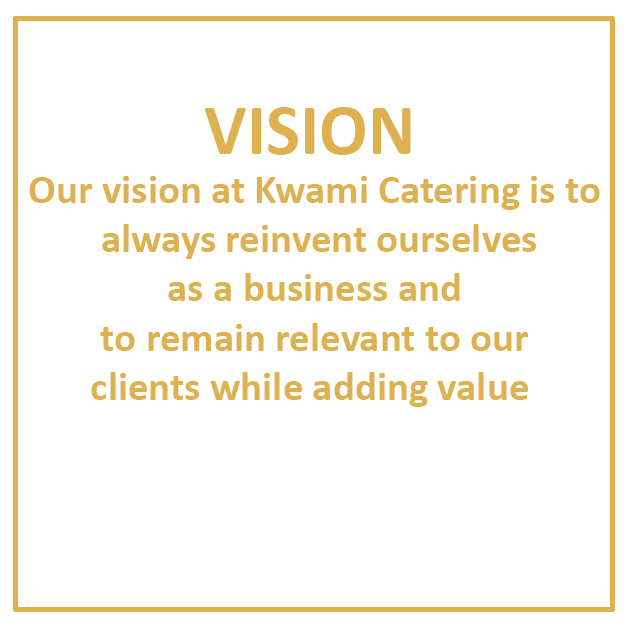 VISION
Our vision at Kwami Catering is to
always reinvent ourselves
as a business and
to remain relevant to our
clients while adding value